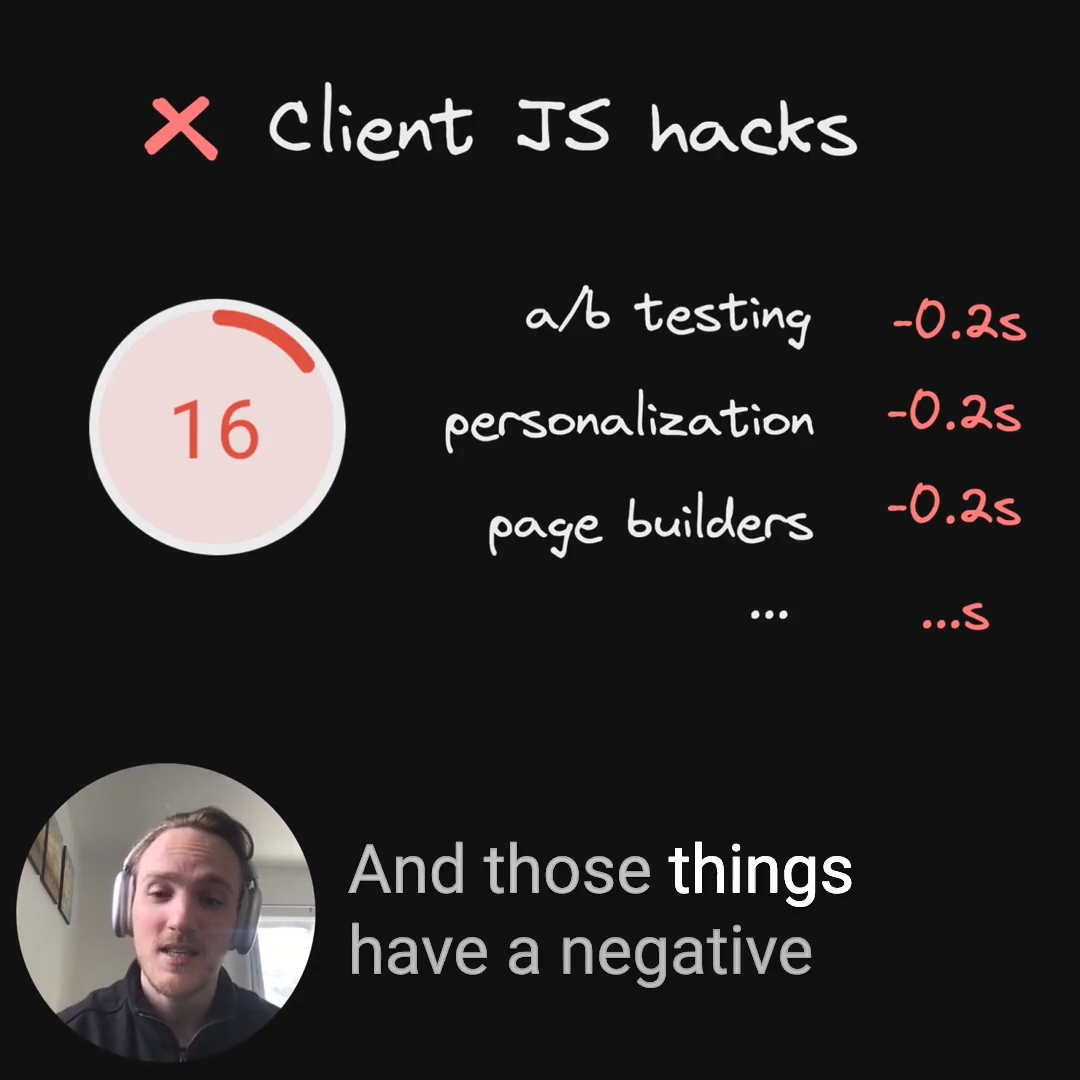 Client JS hacks
16
a/b testing -0.2s
personalization -0.2s
page builders -0.2s
... ...s
And those things
have a negative